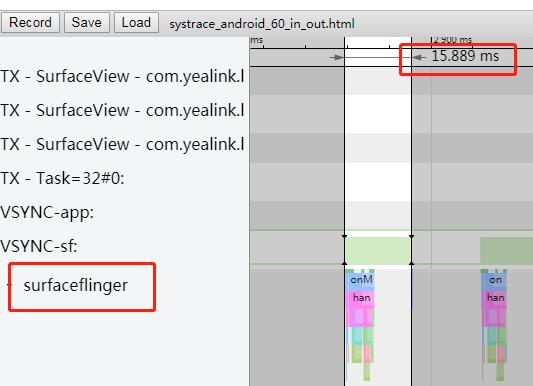 Record Save Load systrace_android_60_in_out.html
ms 2,900 ms
15.889 ms
TX - SurfaceView - com.yealink.l
TX - SurfaceView - com.yealink.l
TX - SurfaceView - com.yealink.l
TX - Task=32#0:
VSYNC-app:
VSYNC-sf:
surfaceflinger
onM on
han han